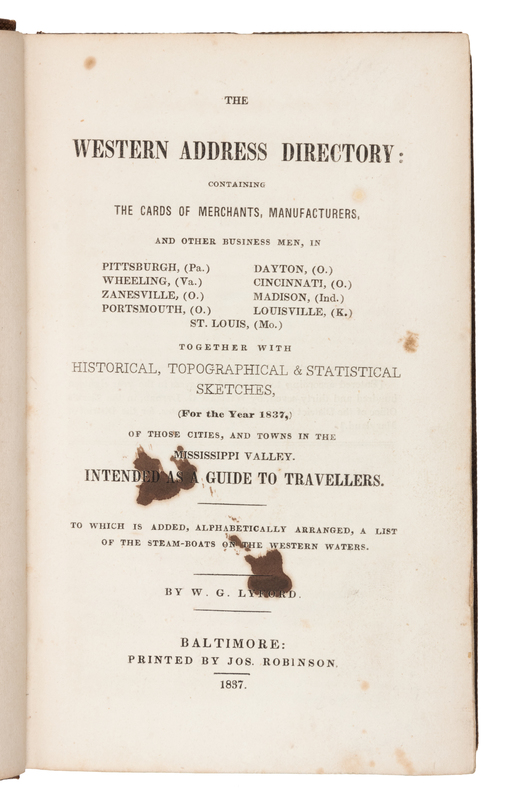 THE
WESTERN ADDRESS DIRECTORY:
CONTAINING
THE CARDS OF MERCHANTS, MANUFACTURERS,
AND OTHER BUSINESS MEN, IN
PITTSBURGH, (Pa.) DAYTON, (O.)
WHEELING, (Va.) CINCINNATI, (O.)
ZANESVILLE, (O.) MADISON, (Ind.)
PORTSMOUTH, (O.) LOUISVILLE, (K.)
ST. LOUIS, (Mo.)
TOGETHER WITH
HISTORICAL, TOPOGRAPHICAL & STATISTICAL
SKETCHES,
(For the Year 1837,)
OF THOSE CITIES, AND TOWNS IN THE
MISSISSIPPI VALLEY.
INTENDED AS A GUIDE TO TRAVELLERS.
TO WHICH IS ADDED, ALPHABETICALLY ARRANGED, A LIST
OF THE STEAM-BOATS ON THE WESTERN WATERS.
BY W. G. LYFORD.
BALTIMORE:
PRINTED BY JOS. ROBINSON.
1837.